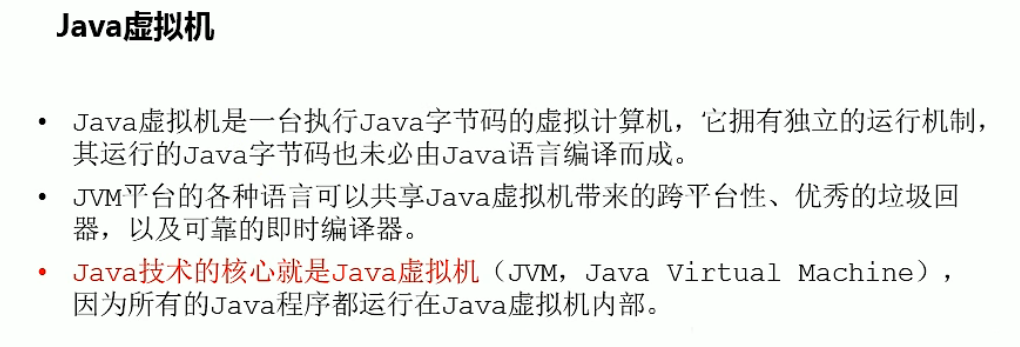 Java虚拟机
• Java虚拟机是一台执行Java字节码的虚拟计算机，它拥有独立的运行机制，
其运行的Java字节码也未必由Java语言编译而成。
• JVM平台的各种语言可以共享Java虚拟机带来的跨平台性、优秀的垃圾回
器，以及可靠的即时编译器。
• Java技术的核心就是Java虚拟机（JVM，Java Virtual Machine），
因为所有的Java程序都运行在Java虚拟机内部。